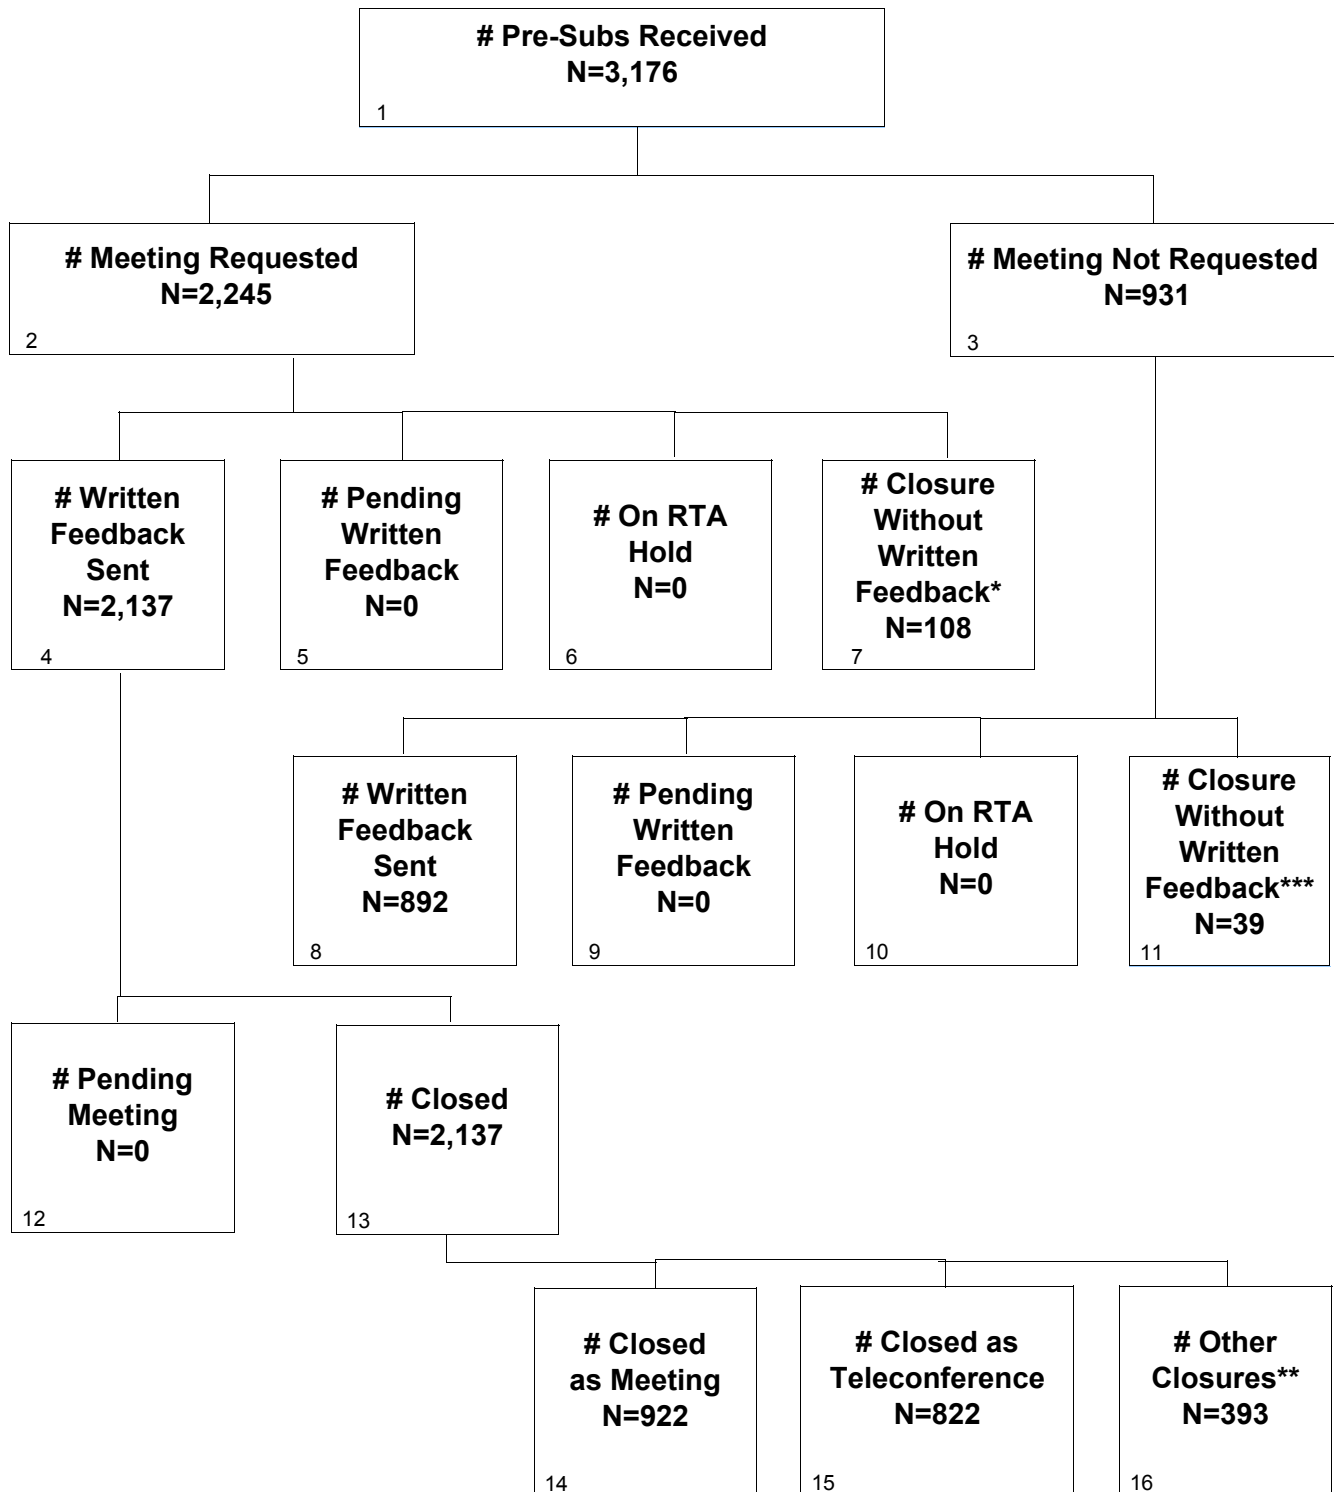 # Pre-Subs Received
N=3,176
1
# Meeting Requested
N=2,245
2
# Meeting Not Requested
N=931
3
# Written
Feedback
Sent
N=2,137
4
# Pending
Written
Feedback
N=0
5
# On RTA
Hold
N=0
6
# Closure
Without
Written
Feedback*
N=108
7
# Written
Feedback
Sent
N=892
8
# Pending
Written
Feedback
N=0
9
# On RTA
Hold
N=0
10
# Closure
Without
Written
Feedback***
N=39
11
# Pending
Meeting
N=0
12
# Closed
N=2,137
13
# Closed
as Meeting
N=922
14
# Closed as
Teleconference
N=822
15
# Other
Closures**
N=393
16